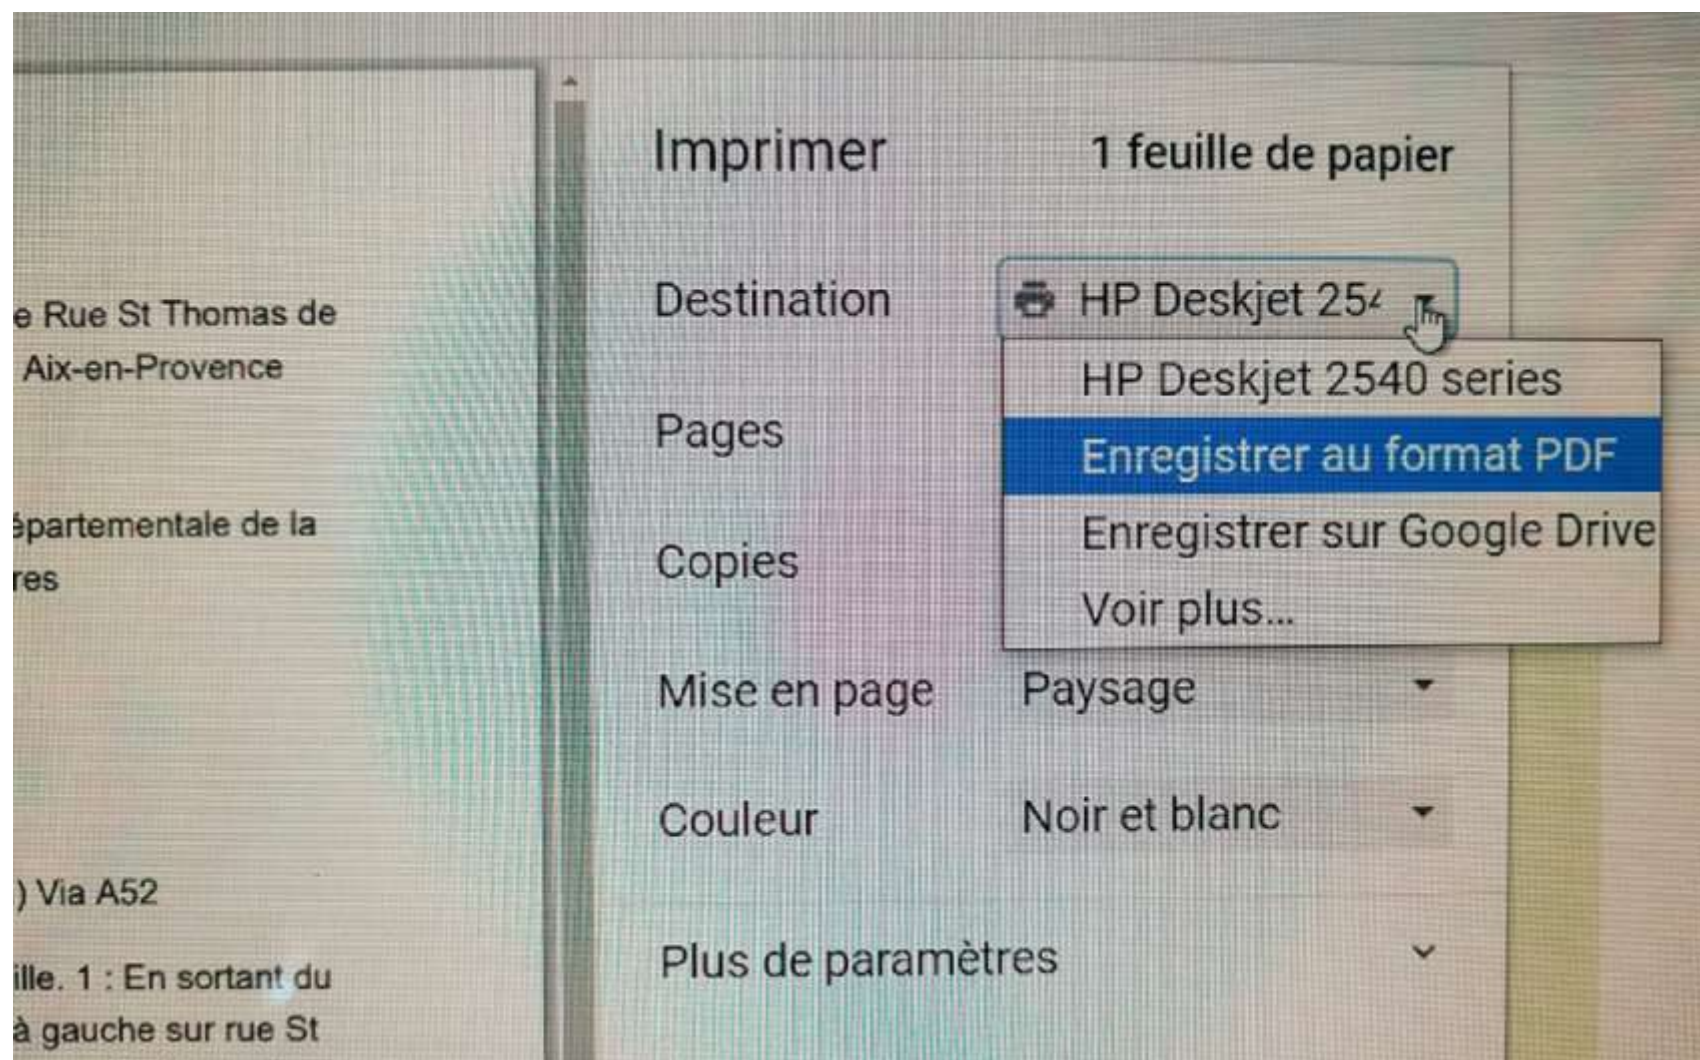 Imprimer 1 feuille de papier
Destination HP Deskjet 254
HP Deskjet 2540 series
Pages
Enregistrer au format PDF
Enregistrer sur Google Drive
Copies
Voir plus...
Mise en page Paysage
Couleur Noir et blanc
Plus de paramètres
e Rue St Thomas de
Aix-en-Provence
épartementale de la
res
) Via A52
ille. 1 : En sortant du
à gauche sur rue St